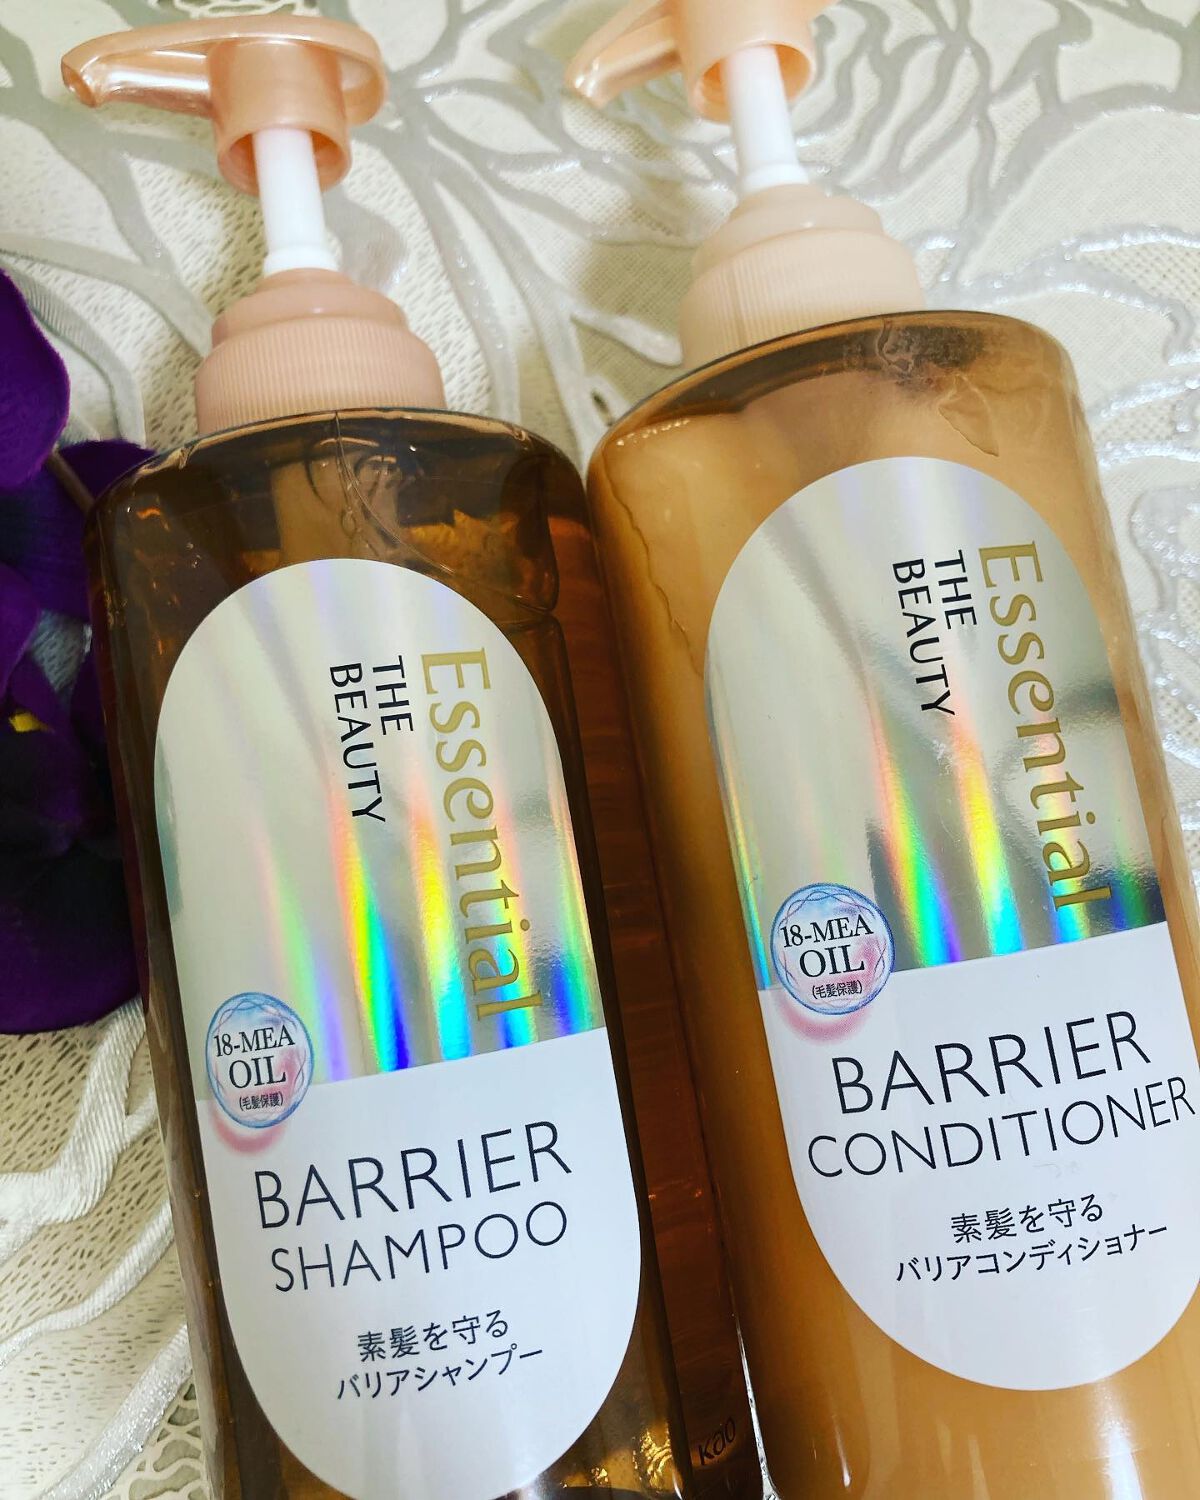 Essential
THE
BEAUTY
18-MEA
OIL
(毛髪保護)
BARRIER
SHAMPOO
素髪を守る
バリアシャンプー
Kao
Essential
THE
BEAUTY
18-MEA
OIL
(毛髪保護)
BARRIER
CONDITIONER
素髪を守る
バリアコンディショナー